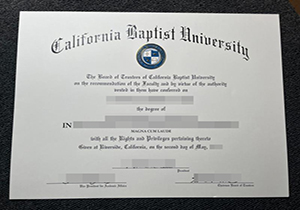 California Baptist University
The Board of Trustees of California Baptist University
on the recommendation of the Faculty and by virtue of the authority
vested in them have conferred on
the degree of
IN
MAGNA CUM LAUDE
with all the Rights and Privileges pertaining thereto
Given at Riverside, California, on the second day of May,
President